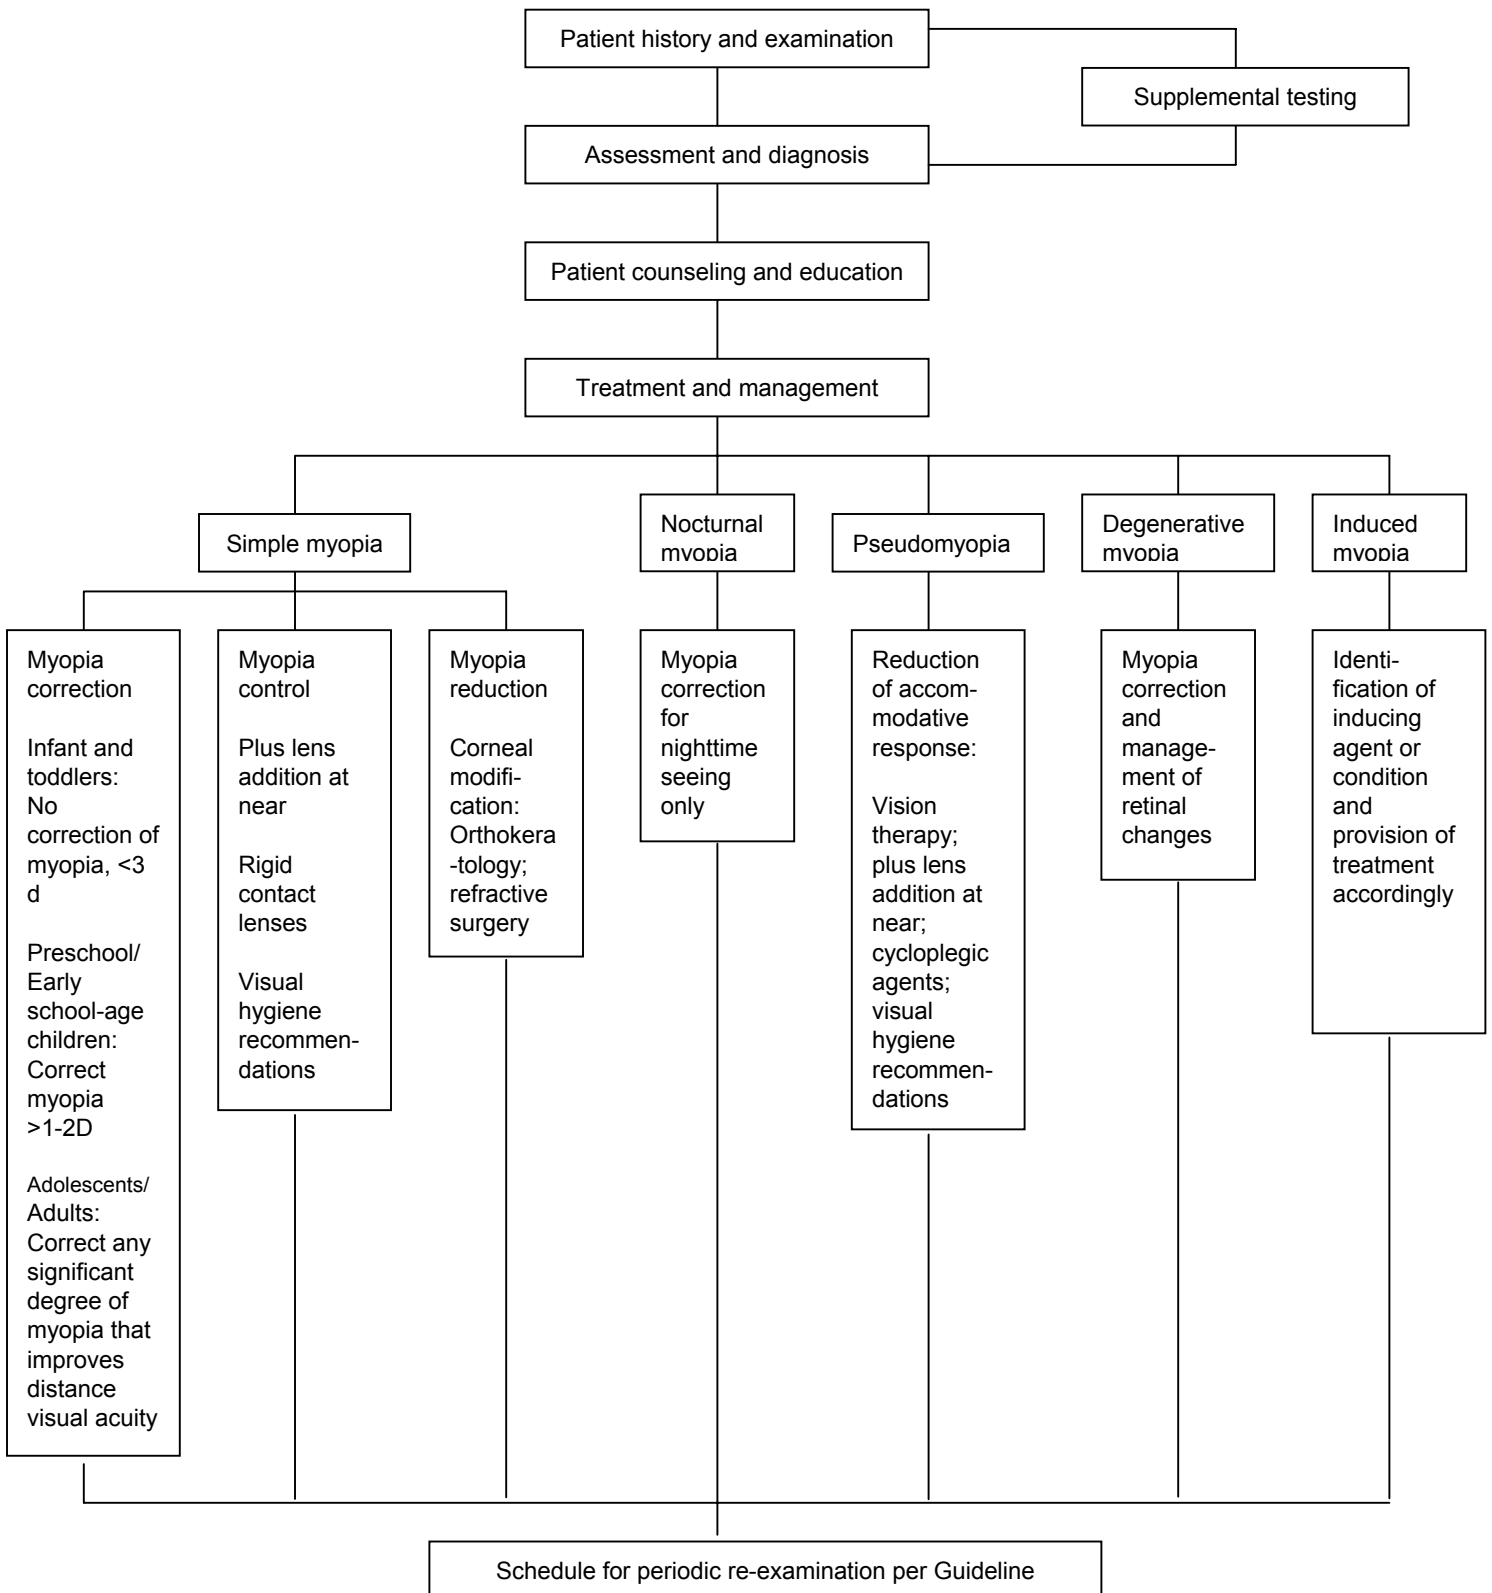 Patient history and examination
Supplemental testing
Assessment and diagnosis
Patient counseling and education
Treatment and management
Simple myopia
Nocturnal
myopia
Pseudomyopia
Degenerative
myopia
Induced
myopia
Myopia
correction
Infant and
toddlers:
No
correction of
myopia, <3
d
Preschool/
Early
school-age
children:
Correct
myopia
>1-2D
Adolescents/
Adults:
Correct any
significant
degree of
myopia that
improves
distance
visual acuity
Myopia
control
Plus lens
addition at
near
Rigid
contact
lenses
Visual
hygiene
recommen-
dations
Myopia
reduction
Corneal
modifi-
cation:
Orthokera
-tology;
refractive
surgery
Myopia
correction
for
nighttime
seeing
only
Reduction
of accom-
modative
response:
Vision
therapy;
plus lens
addition at
near;
cycloplegic
agents;
visual
hygiene
recommen-
dations
Myopia
correction
and
manage-
ment of
retinal
changes
Identi-
fication of
inducing
agent or
condition
and
provision of
treatment
accordingly
Schedule for periodic re-examination per Guideline